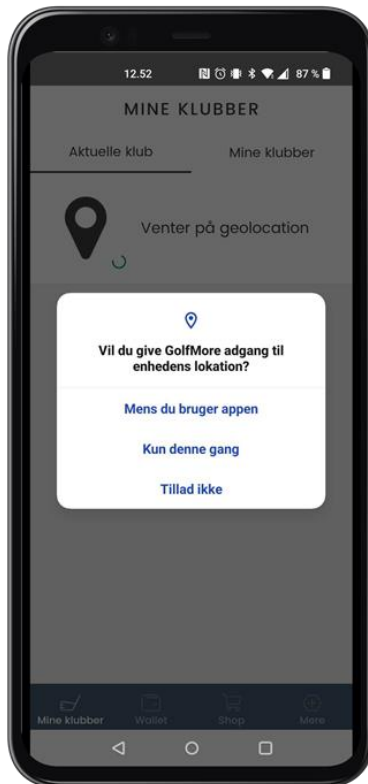 12.52
87 %
MINE KLUBBER
Aktuelle klub
Mine klubber
Venter på geolocation
Vil du give GolfMore adgang til
enhedens lokation?
Mens du bruger appen
Kun denne gang
Tillad ikke
Mine klubber
Wallet
Shop
Mere